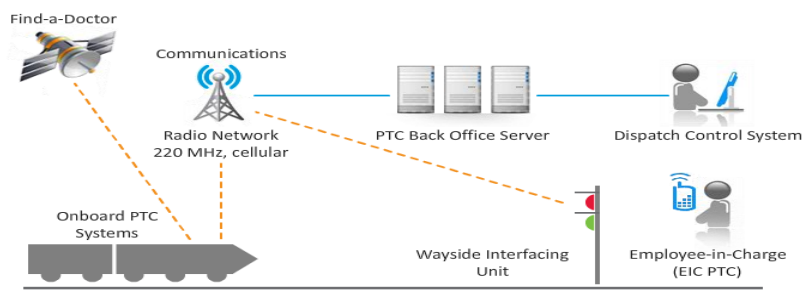 Find-a-Doctor
Communications
Radio Network
220 MHz, cellular
PTC Back Office Server
Dispatch Control System
Onboard PTC
Systems
Wayside Interfacing
Unit
Employee-in-Charge
(EIC PTC)